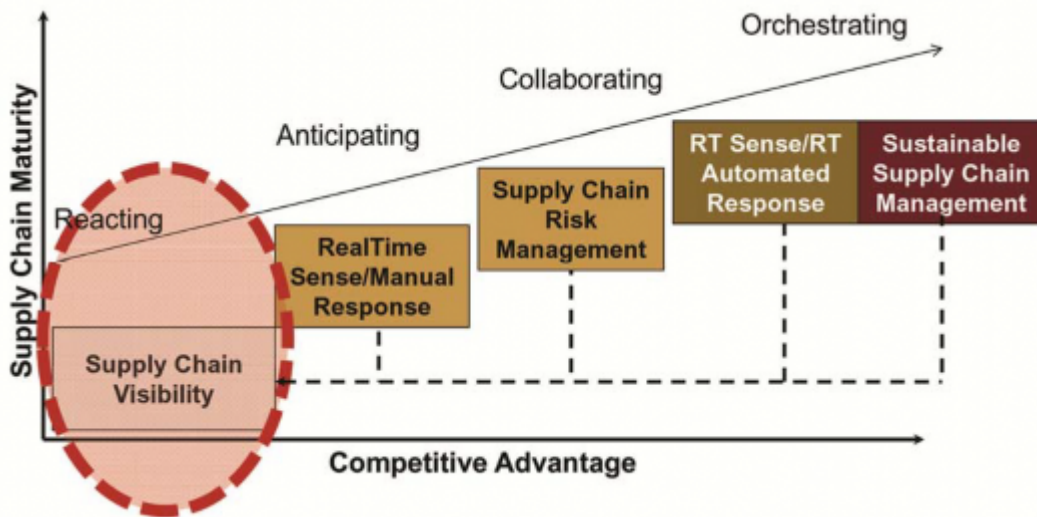 Orchestrating
Collaborating
Anticipating
Reacting
Supply Chain Maturity
RT Sense/RT
Automated
Response
Sustainable
Supply Chain
Management
Supply Chain
Risk
Management
RealTime
Sense/Manual
Response
Supply Chain
Visibility
Competitive Advantage